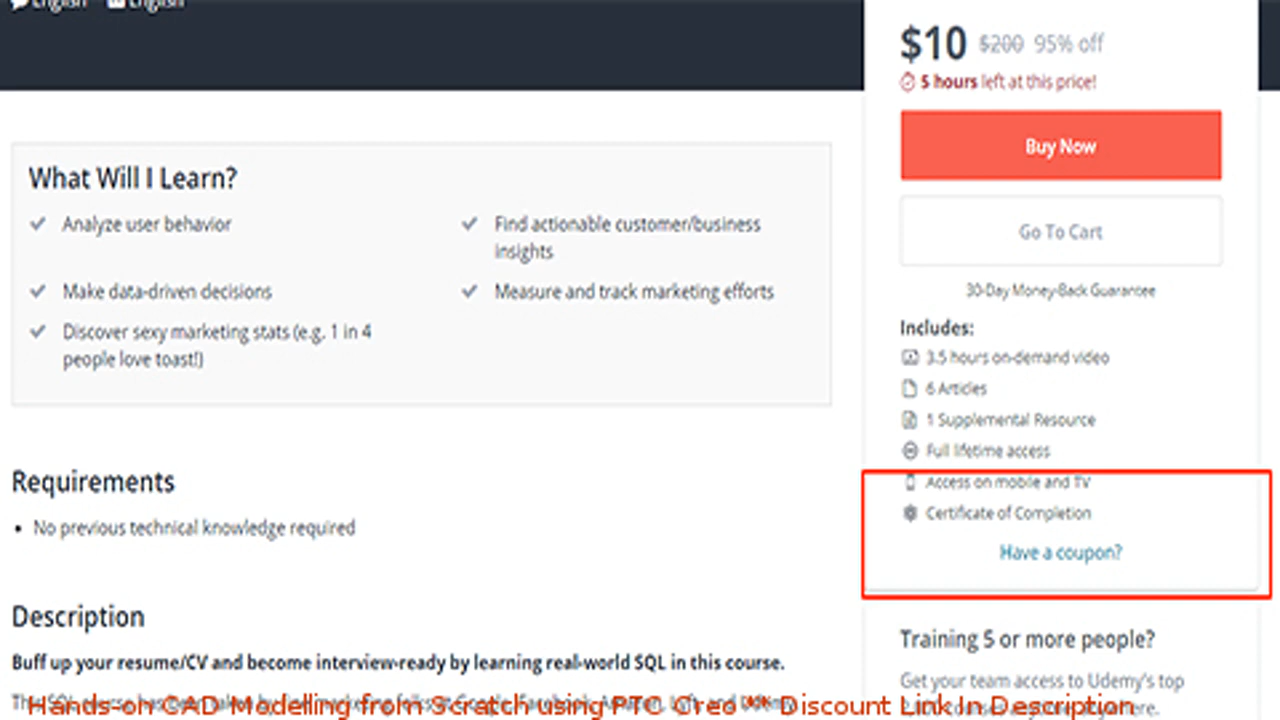 English English
What Will I Learn?
Analyze user behavior
Find actionable customer/business
insights
Make data-driven decisions
Measure and track marketing efforts
Discover sexy marketing stats (e.g. 1 in 4
people love toast!)
Requirements
• No previous technical knowledge required
Description
Buff up your resume/CV and become interview-ready by learning real-world SQL in this course.
$10 $200 95% off
5 hours left at this price!
Buy Now
Go To Cart
30-Day Money-Back Guarantee
Includes:
3.5 hours on-demand video
6 Articles
1 Supplemental Resource
Full lifetime access
Access on mobile and TV
Certificate of Completion
Have a coupon?
Training 5 or more people?
Get your team access to Udemy's top
Hands-on CAD Modelling from Scratch using PTC Creo *** Discount Link In Description